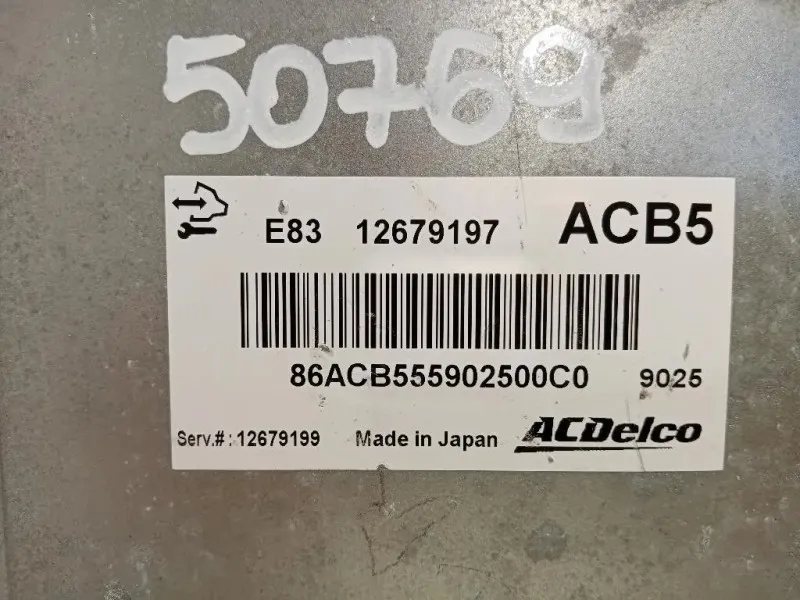 50769
E83 12679197 ACB5
86ACB555902500C0 9025
Serv.#: 12679199 Made in Japan ACDelco